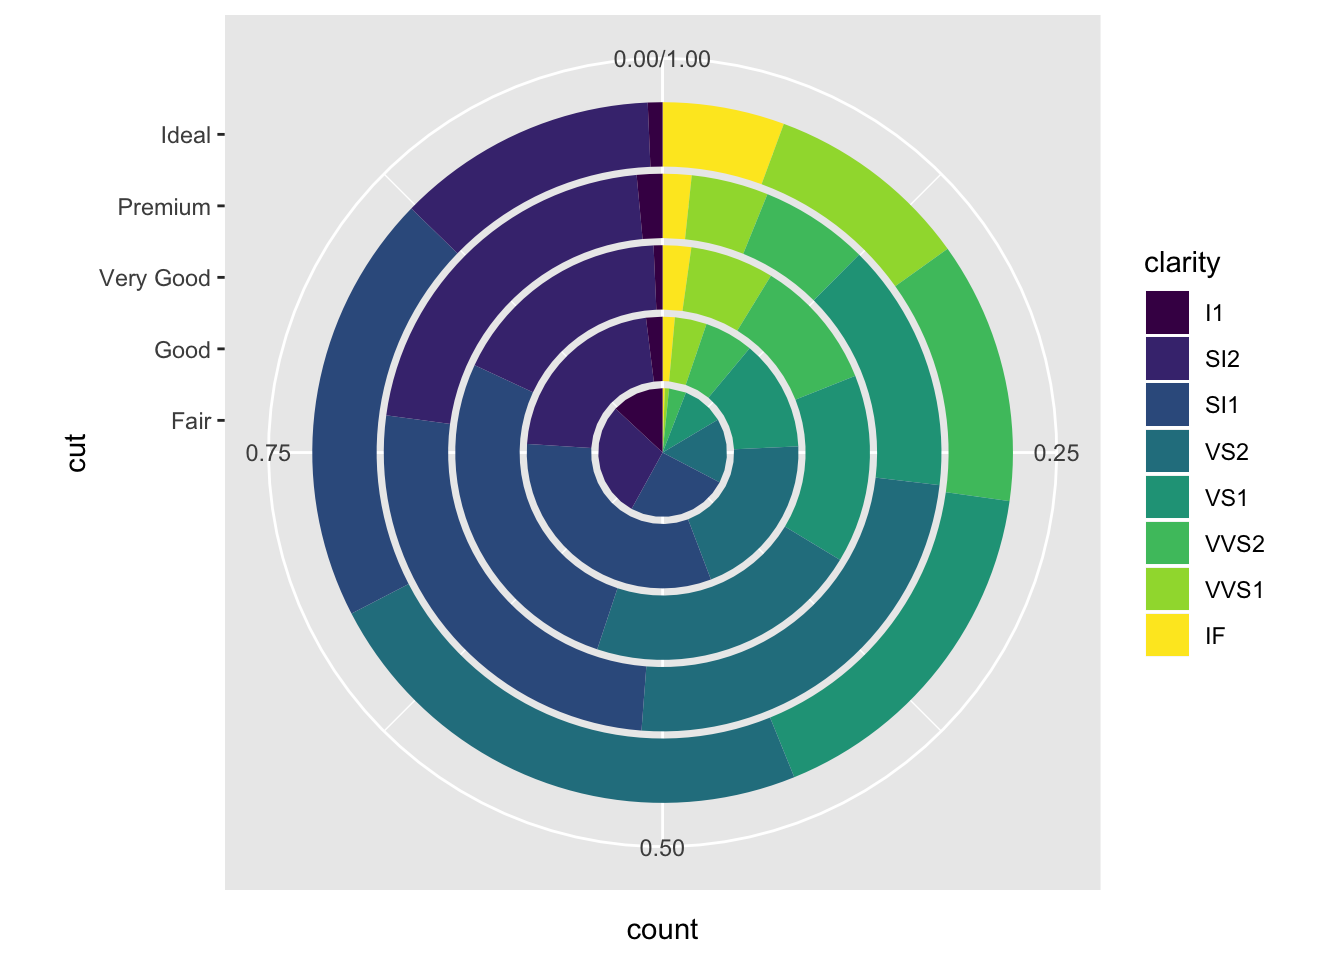 0.00/1.00
Ideal
Premium
Very Good
Good
Fair
cut
0.75
0.25
0.50
count
clarity
I1
SI2
SI1
VS2
VS1
VVS2
VVS1
IF